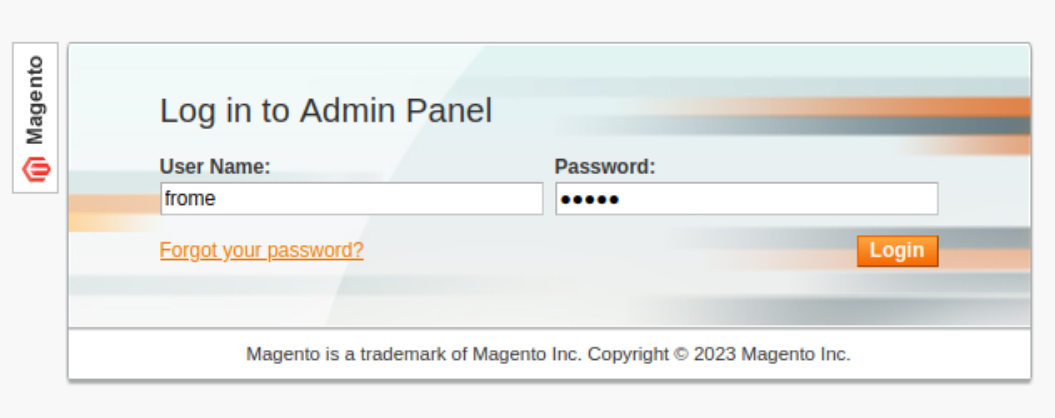 Magento
Log in to Admin Panel
User Name:
Password:
frome
•••••
Forgot your password?
Login
Magento is a trademark of Magento Inc. Copyright © 2023 Magento Inc.